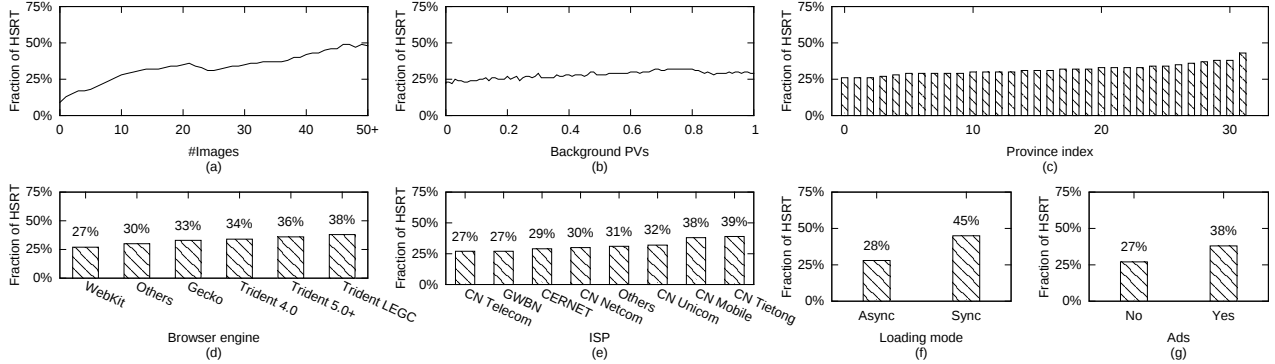 Fraction of HSRT
75%
50%
25%
0%
0 10 20 30 40 50+
#Images
(a)
Fraction of HSRT
75%
50%
25%
0%
0 0.2 0.4 0.6 0.8 1
Background PVs
(b)
Fraction of HSRT
75%
50%
25%
0%
0 10 20 30
Province index
(c)
Fraction of HSRT
75%
50%
25%
0%
27% 30% 33% 34% 36% 38%
WebKit Others Gecko Trident 4.0 Trident 5.0+ Trident LEGC
Browser engine
(d)
Fraction of HSRT
75%
50%
25%
0%
27% 27% 29% 30% 31% 32% 38% 39%
CN Telecom GWBN CERNET CN Netcom Others CN Unicom CN Mobile CN Tietong
ISP
(e)
Fraction of HSRT
75%
50%
25%
0%
28% 45%
Async Sync
Loading mode
(f)
Fraction of HSRT
75%
50%
25%
0%
27% 38%
No Yes
Ads
(g)